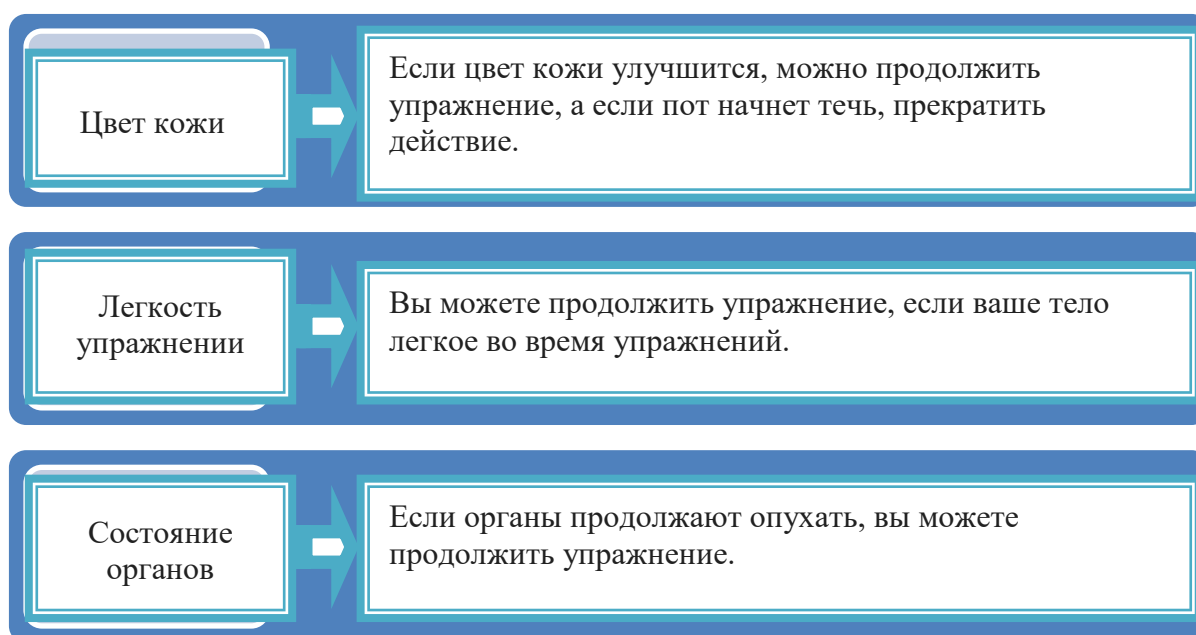 Цвет кожи
Если цвет кожи улучшится, можно продолжить
упражнение, а если пот начнет течь, прекратить
действие.
Легкость
упражнении
Вы можете продолжить упражнение, если ваше тело
легкое во время упражнений.
Состояние
органов
Если органы продолжают опухать, вы можете
продолжить упражнение.